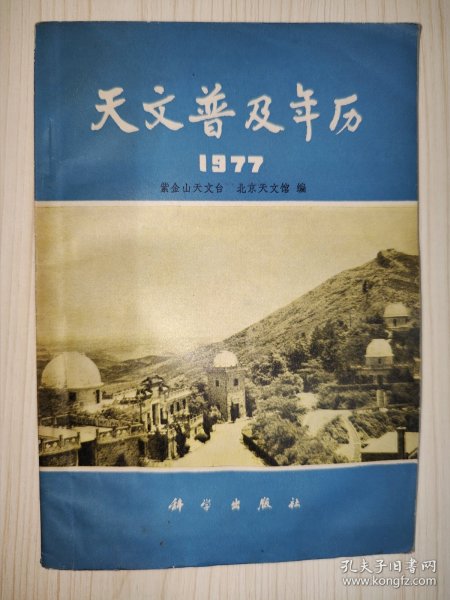 天文普及年历
1977
紫金山天文台 北京天文馆 编
科学出版社
孔夫子旧书网
www.kongfz.com